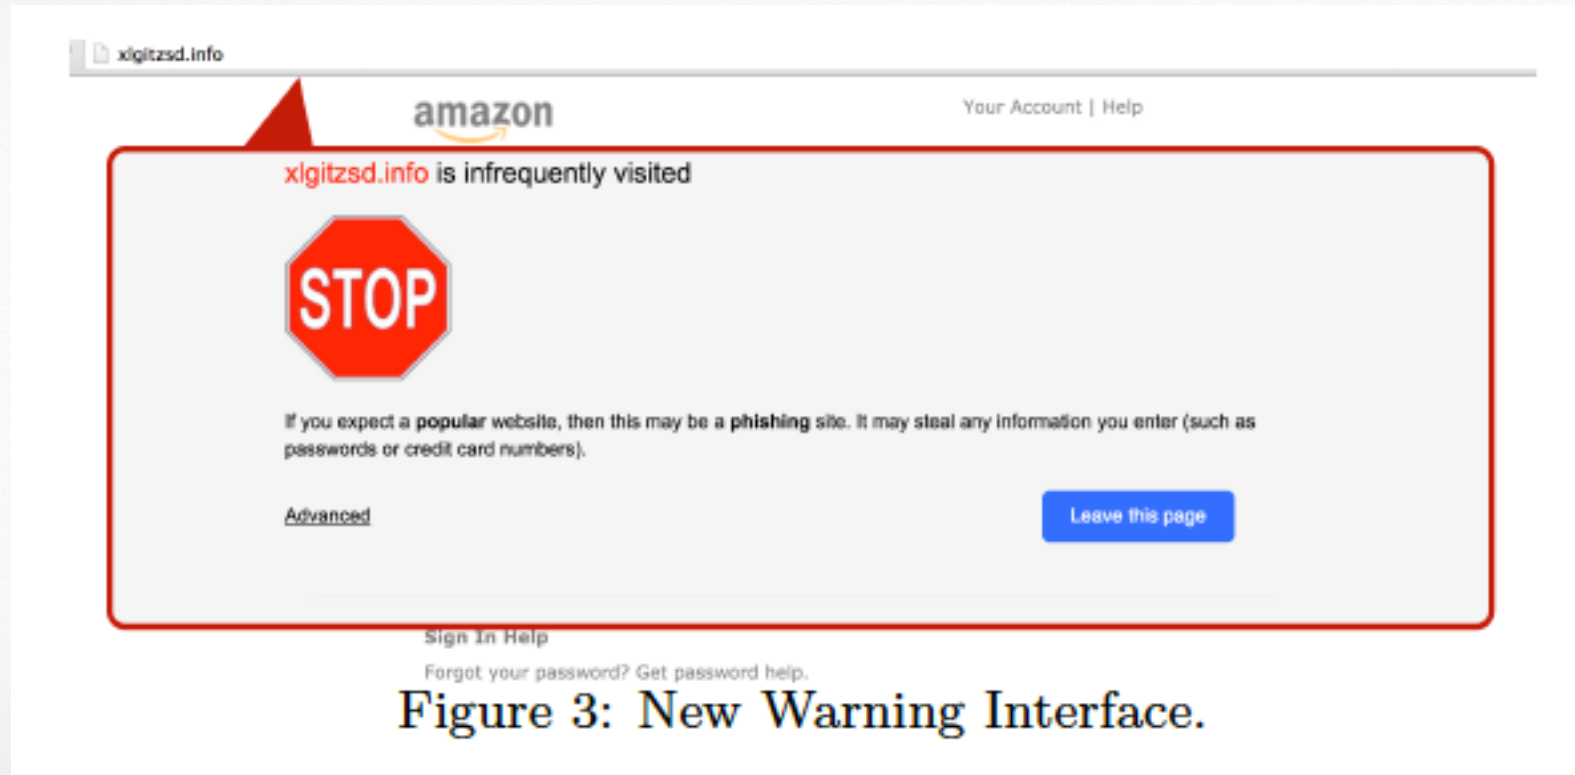 xlgitzsd.info
amazon
Your Account | Help
xlgitzsd.info is infrequently visited
STOP
If you expect a popular website, then this may be a phishing site. It may steal any information you enter (such as
passwords or credit card numbers).
Advanced
Leave this page
Sign In Help
Forgot your password? Get password help.
Figure 3: New Warning Interface.